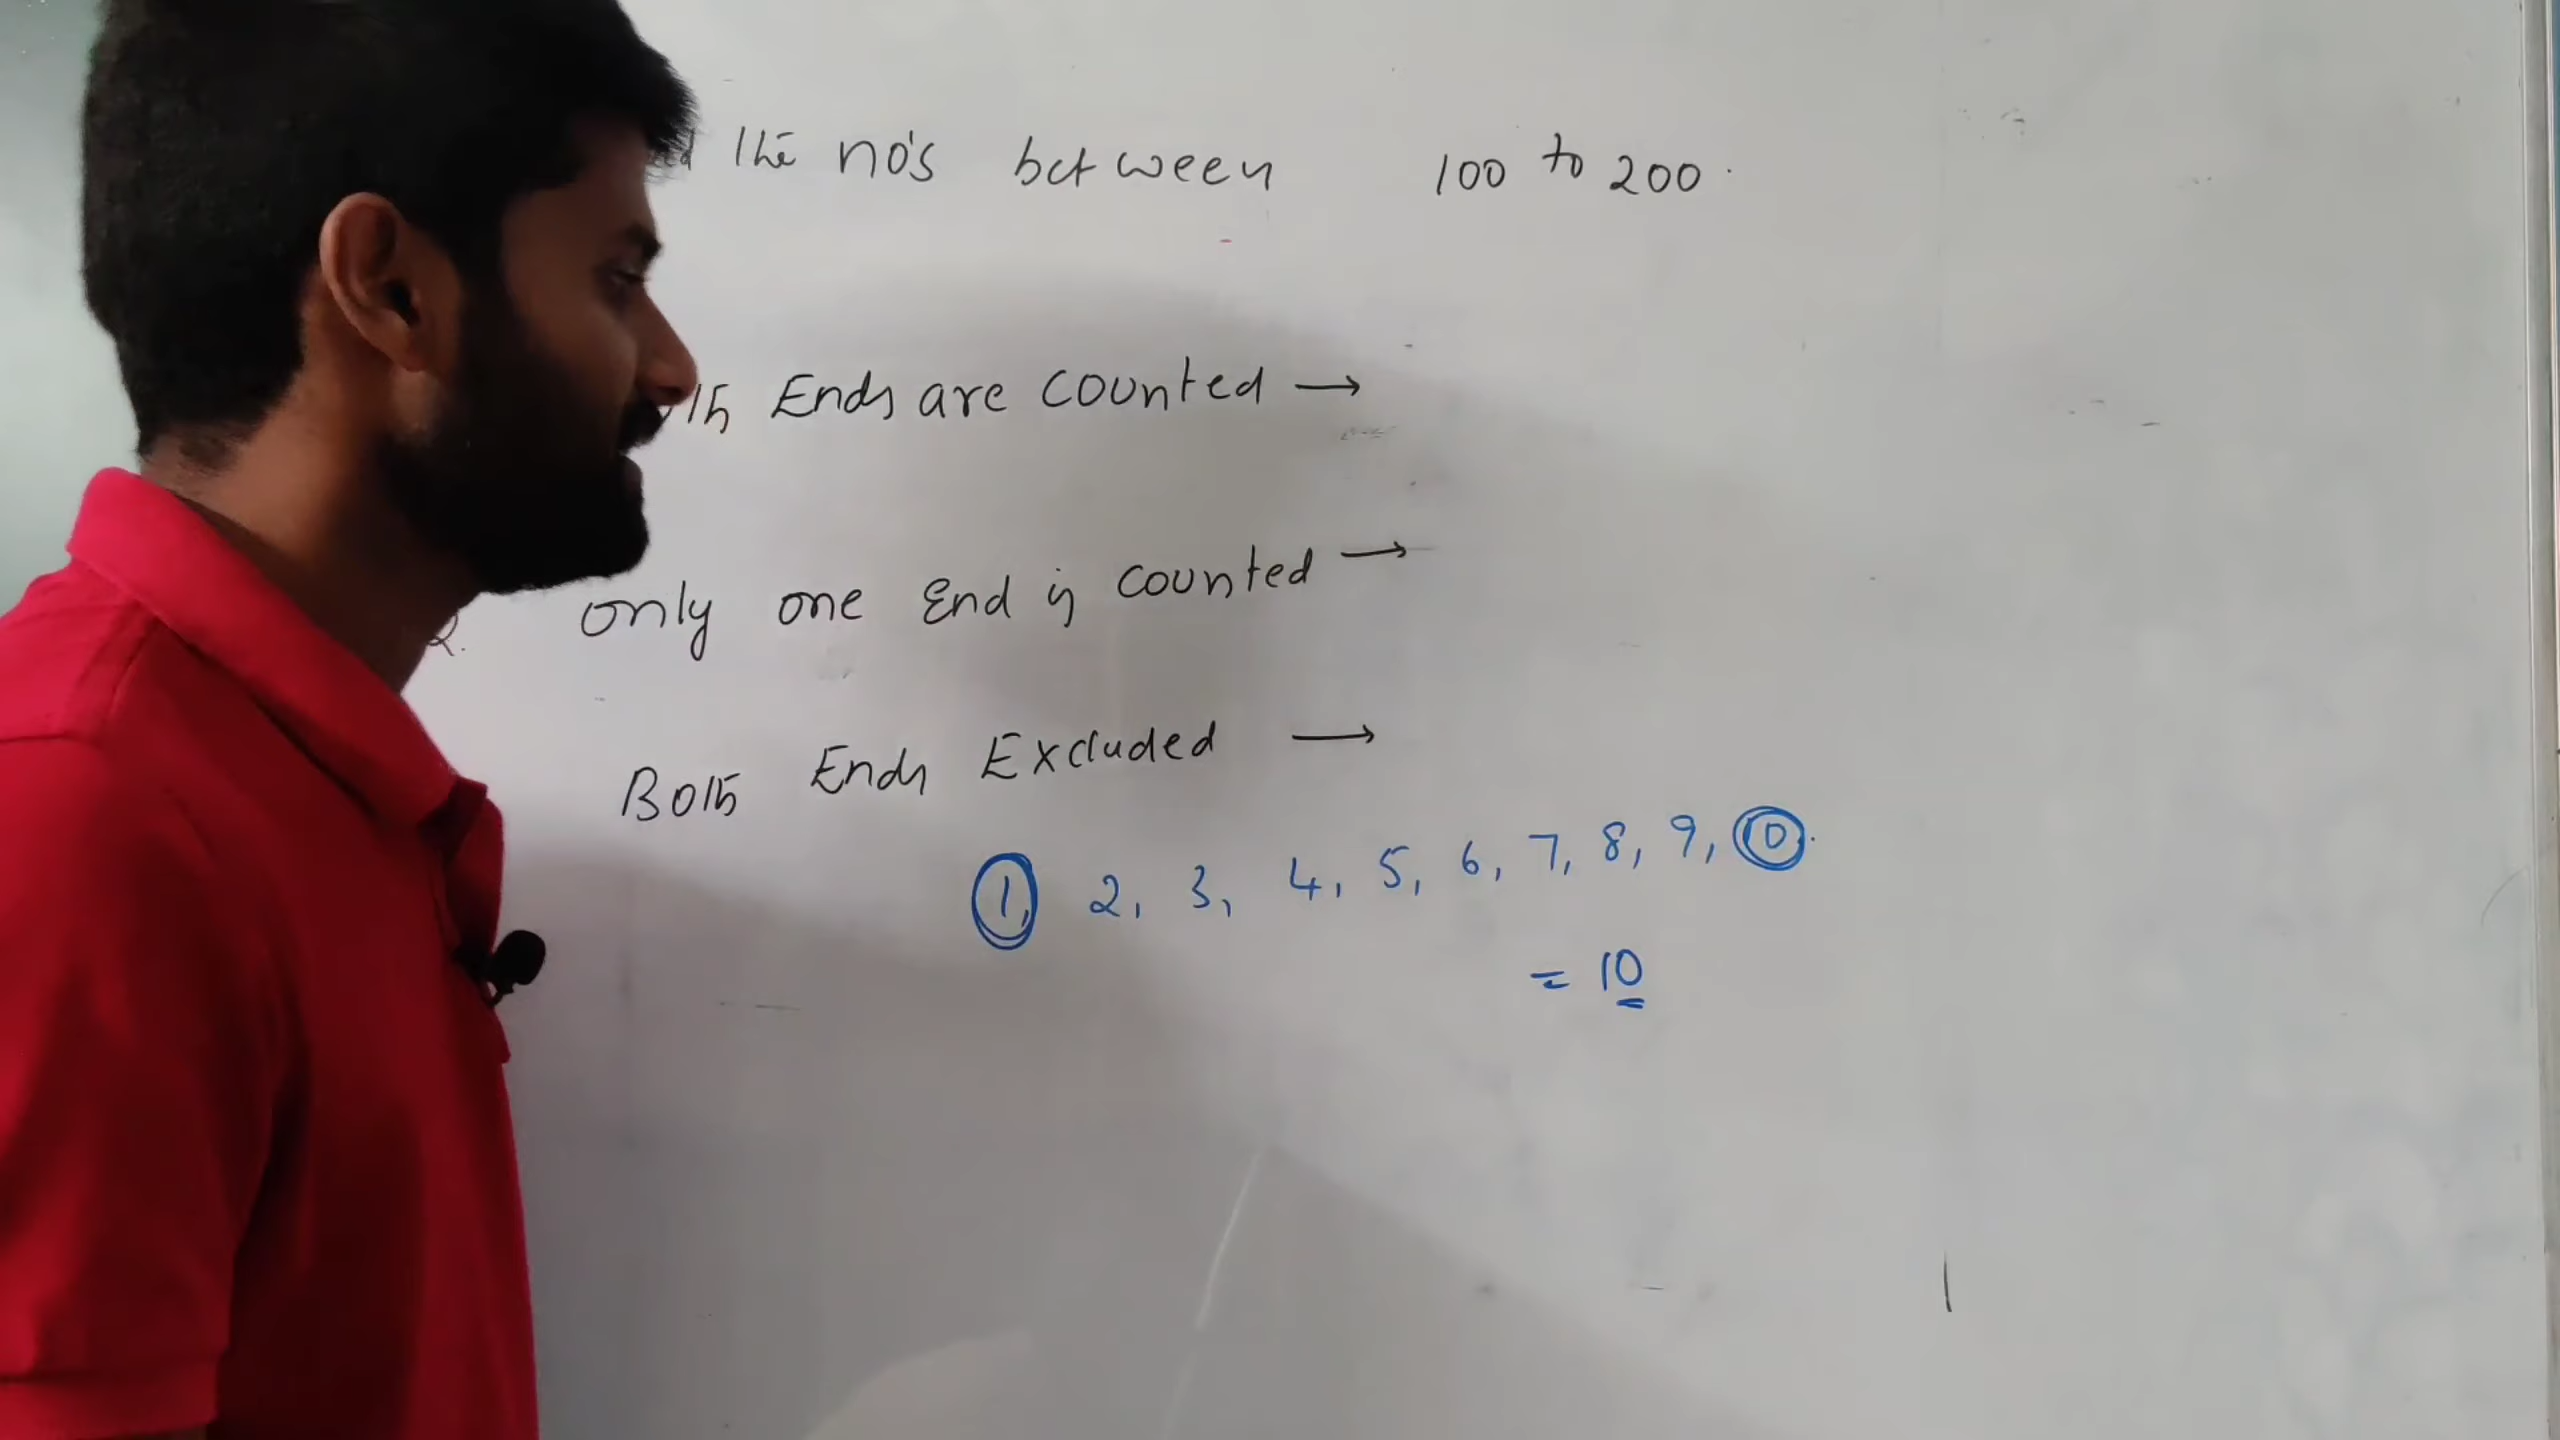 the no's between 100 to 200.
Ends are counted →
2. only one End is counted →
Both Ends Excluded →
1, 2, 3, 4, 5, 6, 7, 8, 9, 10.
= 10